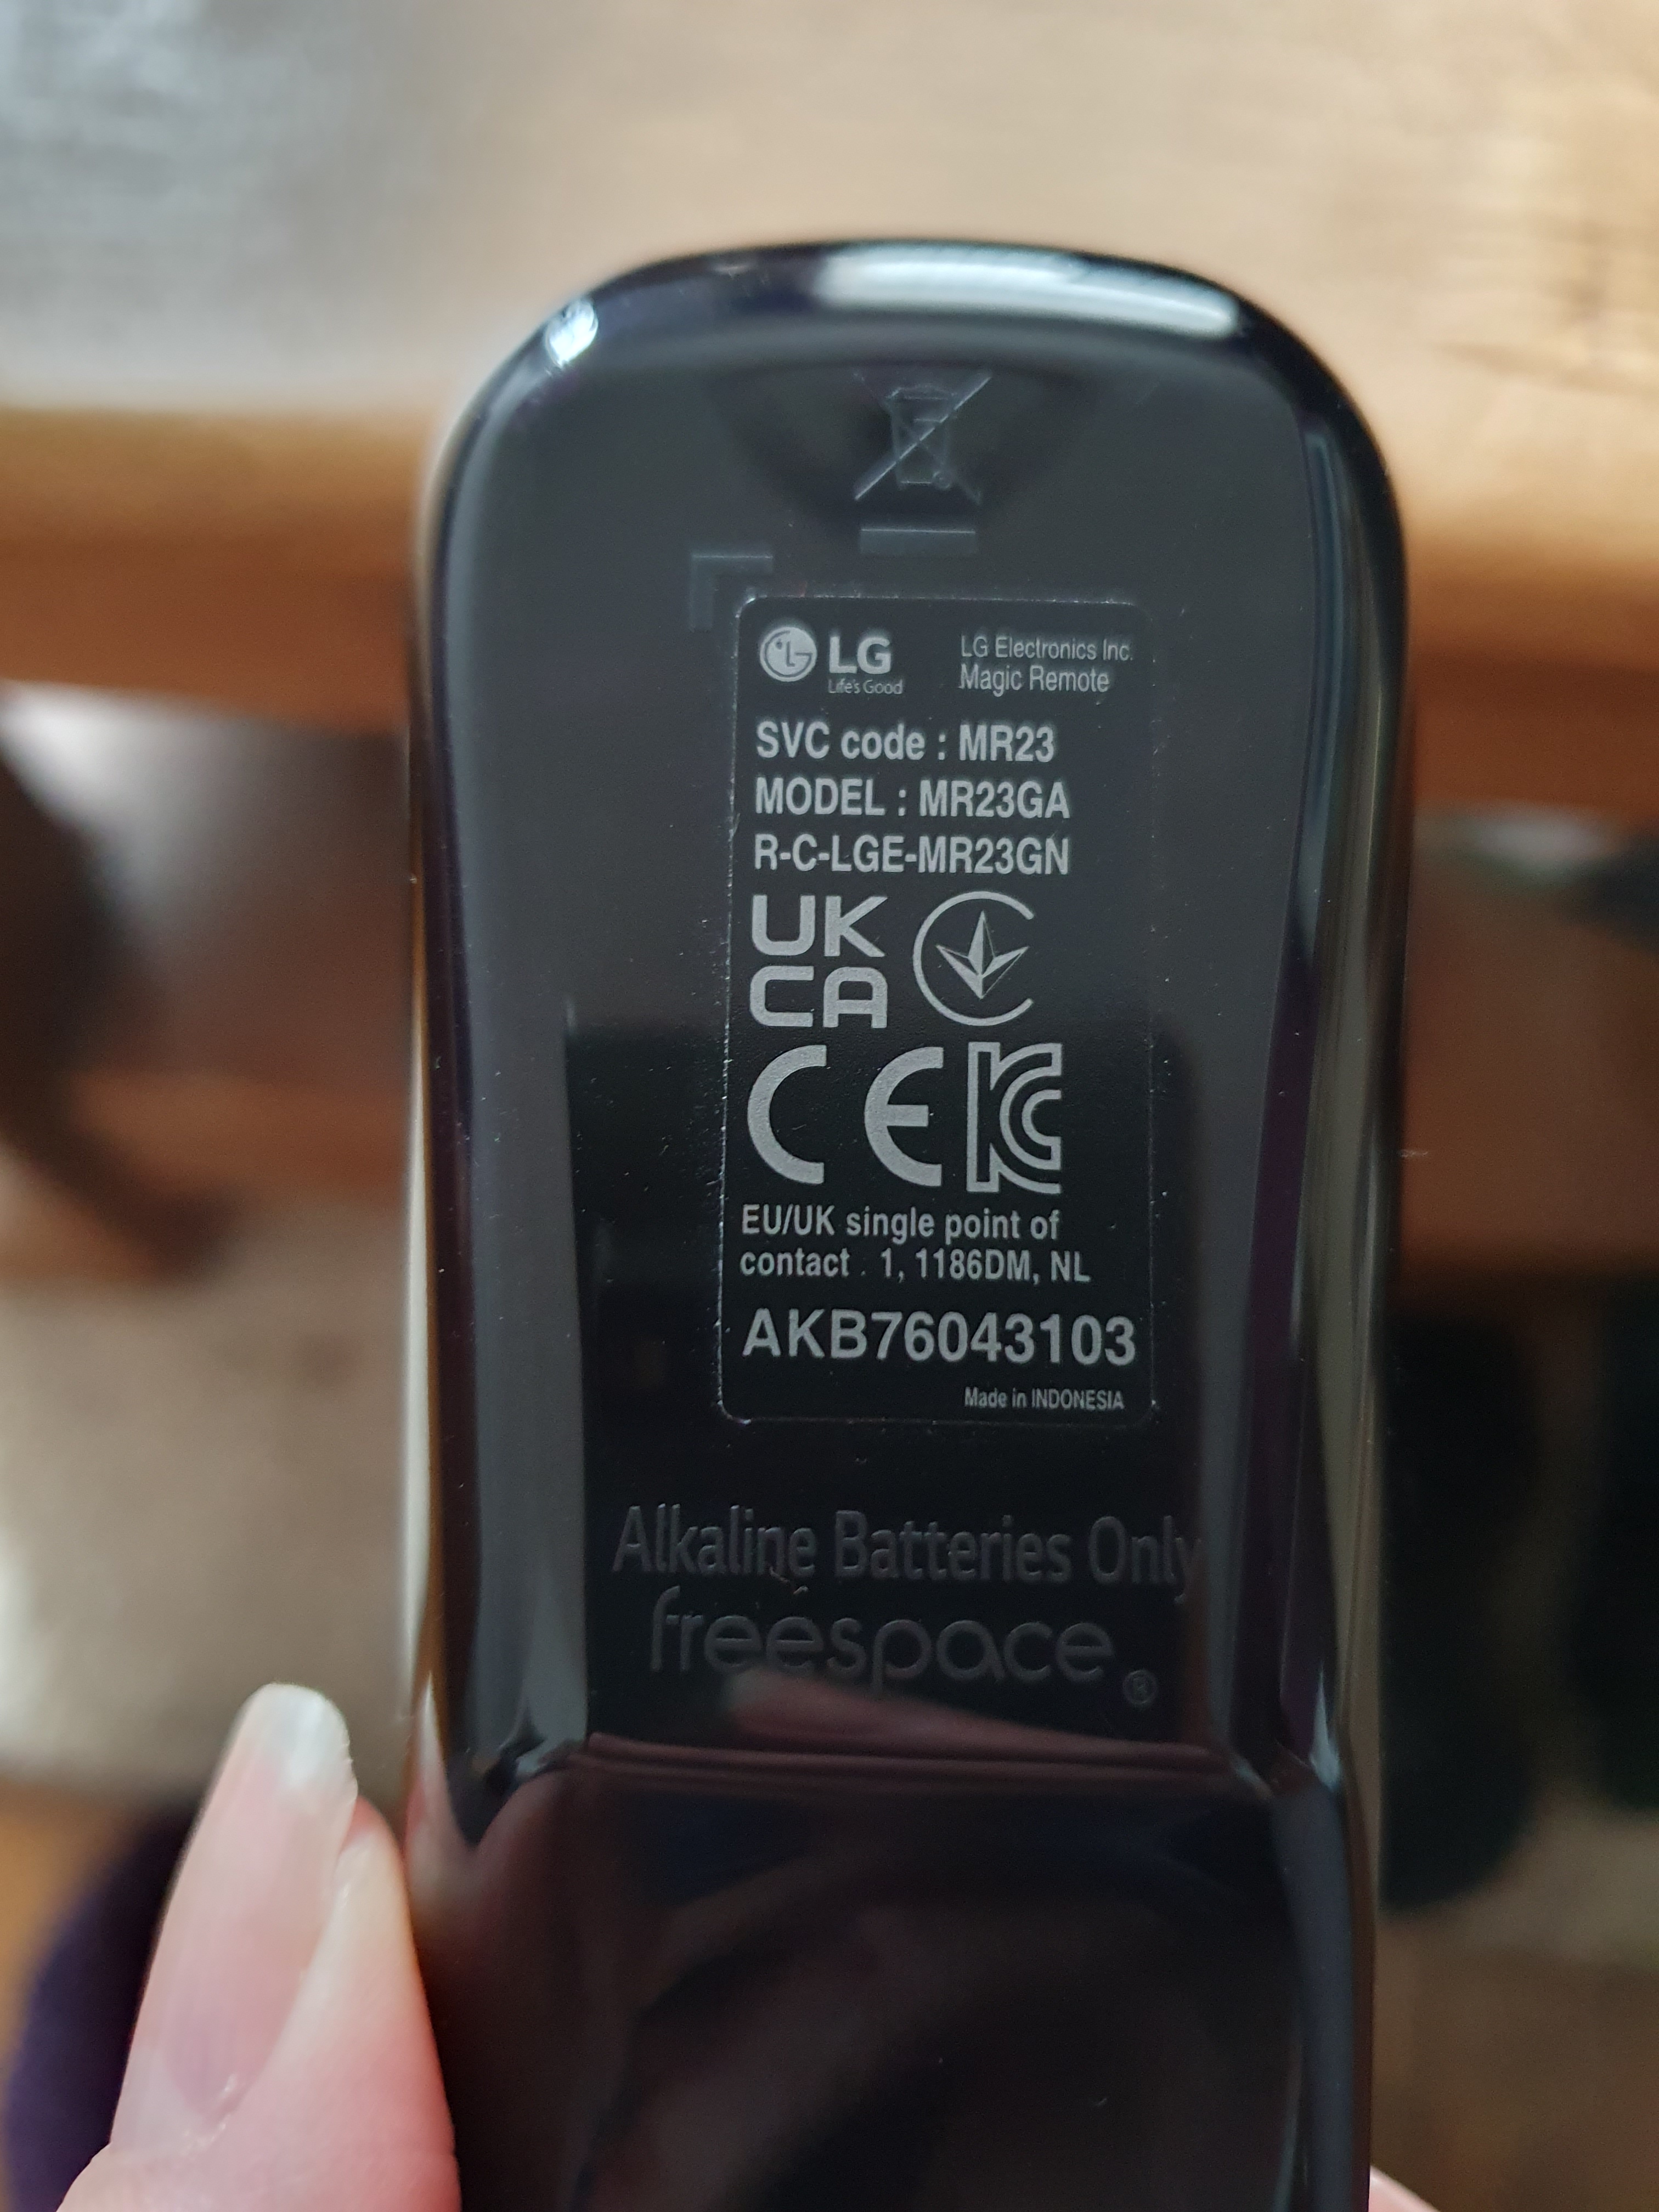 LG
Life's Good
LG Electronics Inc.
Magic Remote
SVC code : MR23
MODEL : MR23GA
R-C-LGE-MR23GN
UK
CA
CE KC
EU/UK single point of
contact . 1, 1186DM, NL
AKB76043103
Made in INDONESIA
Alkaline Batteries Only
freespace®